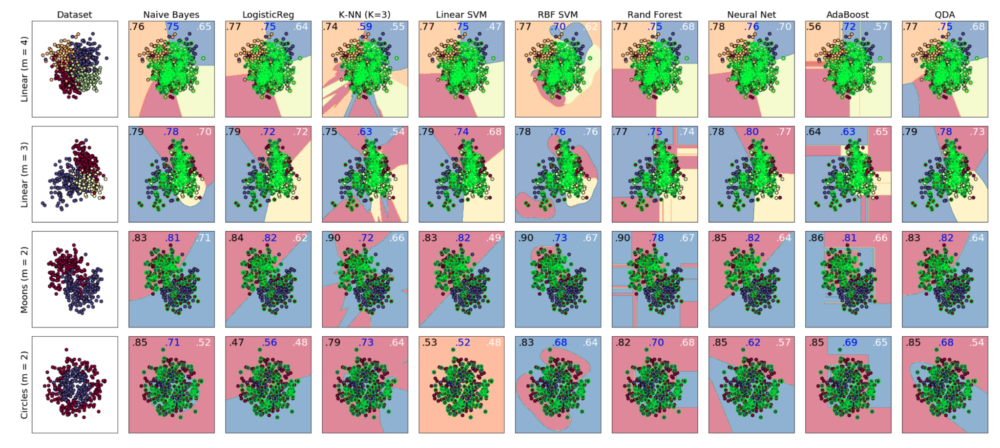 Dataset Naive Bayes LogisticReg K-NN (K=3) Linear SVM RBF SVM Rand Forest Neural Net AdaBoost QDA
Linear (m = 4)
.76 .75 .65 .77 .75 .64 .74 .59 .55 .77 .75 .47 .77 .70 .62 .77 .75 .68 .78 .76 .70 .56 .72 .57 .77 .75 .68
Linear (m = 3)
.79 .78 .70 .79 .72 .72 .75 .63 .54 .79 .74 .68 .78 .76 .76 .77 .75 .74 .78 .80 .77 .64 .63 .65 .79 .78 .73
Moons (m = 2)
.83 .81 .71 .84 .82 .62 .90 .72 .66 .83 .82 .49 .90 .73 .67 .90 .78 .67 .85 .82 .64 .86 .81 .66 .83 .82 .64
Circles (m = 2)
.85 .71 .52 .47 .56 .48 .79 .73 .64 .53 .52 .48 .83 .68 .64 .82 .70 .68 .85 .62 .57 .85 .69 .65 .85 .68 .54